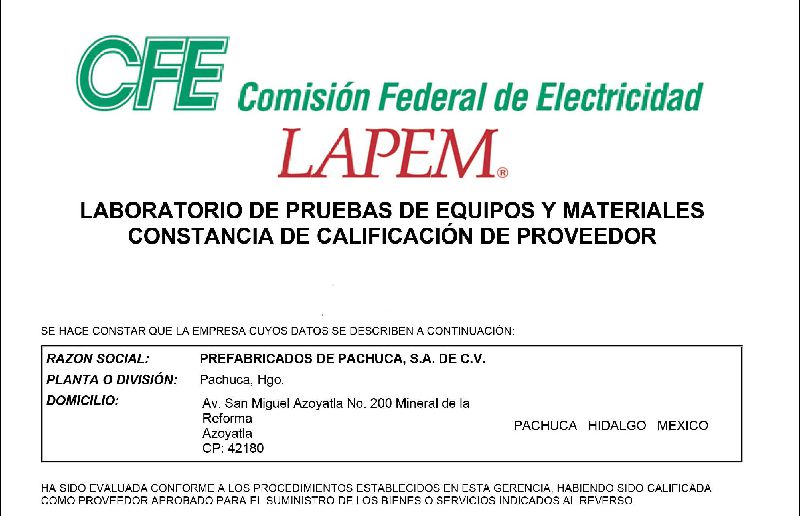 CFE Comisión Federal de Electricidad
LAPEM®
LABORATORIO DE PRUEBAS DE EQUIPOS Y MATERIALES
CONSTANCIA DE CALIFICACIÓN DE PROVEEDOR
SE HACE CONSTAR QUE LA EMPRESA CUYOS DATOS SE DESCRIBEN A CONTINUACIÓN:
RAZON SOCIAL: PREFABRICADOS DE PACHUCA, S.A. DE C.V.
PLANTA O DIVISIÓN: Pachuca, Hgo.
DOMICILIO:
Av. San Miguel Azoyatla No. 200 Mineral de la
Reforma
Azoyatla
CP: 42180
PACHUCA HIDALGO MEXICO
HA SIDO EVALUADA CONFORME A LOS PROCEDIMIENTOS ESTABLECIDOS EN ESTA GERENCIA, HABIENDO SIDO CALIFICADA
COMO PROVEEDOR APROBADO PARA EL SUMINISTRO DE LOS BIENES O SERVICIOS INDICADOS AL REVERSO